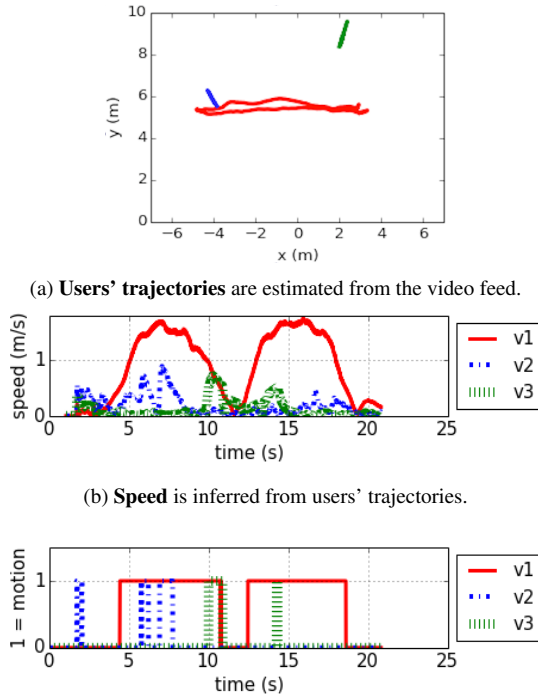 10
8
6
4
2
0
y (m)
−6 −4 −2 0 2 4 6
x (m)
(a) Users' trajectories are estimated from the video feed.
speed (m/s)
1
0
0 5 10 15 20 25
time (s)
v1
v2
v3
(b) Speed is inferred from users' trajectories.
1 = motion
1
0
0 5 10 15 20 25
time (s)
v1
v2
v3